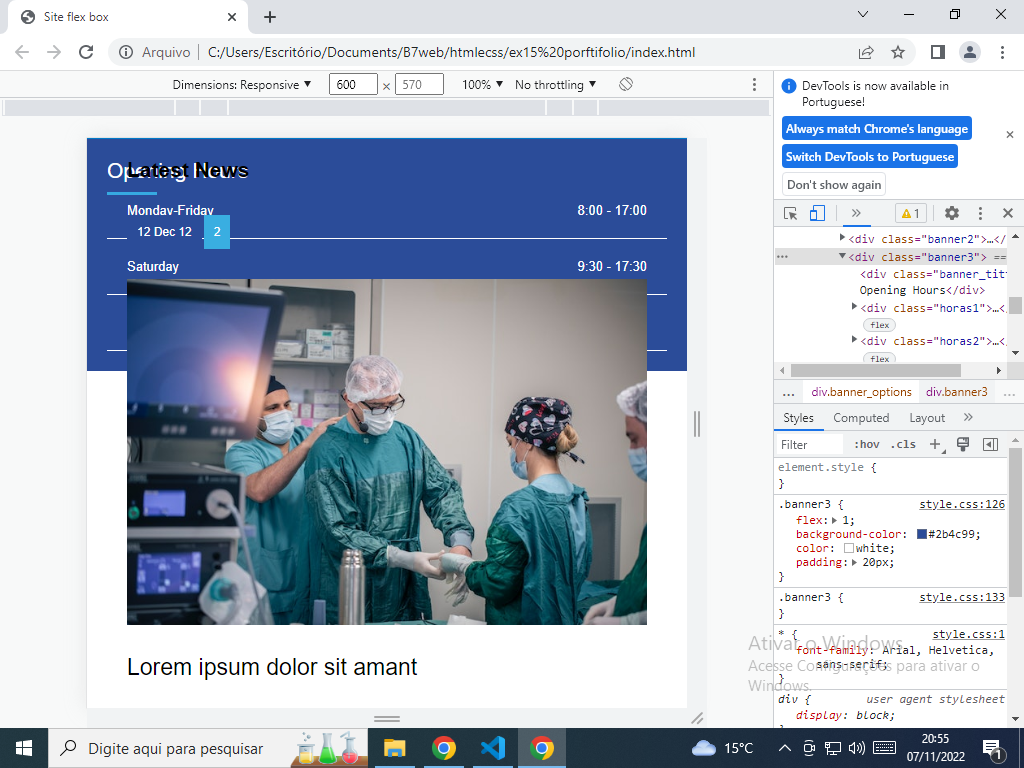 Site flex box
Arquivo
C:/Users/Escritório/Documents/B7web/htmlecss/ex15%20porftifolio/index.html
Dimensions: Responsive ▼ 600 × 570 100% ▼ No throttling ▼
DevTools is now available in
Portuguese!
Always match Chrome's language
Switch DevTools to Portuguese
Don't show again
Opening Hours
Latest News
Monday-Friday 8:00 - 17:00
12 Dec 12 2
Saturday 9:30 - 17:30
Lorem ipsum dolor sit amant
» 1
<div class="banner2">…</
<div class="banner3"> ==
<div class="banner_tit
Opening Hours</div>
<div class="horas1">…<
flex
<div class="horas2">…<
flex
... div.banner_options div.banner3 ...
Styles Computed Layout »
Filter :hov .cls +
element.style {
}
.banner3 { style.css:126
flex: 1;
background-color: #2b4c99;
color: white;
padding: 20px;
}
.banner3 { style.css:133
}
* { style.css:1
font-family: Arial, Helvetica,
sans-serif;
}
div { user agent stylesheet
display: block;
Ativar o Windows
Acesse Configurações para ativar o
Windows.
Digite aqui para pesquisar
15°C
20:55
07/11/2022
1